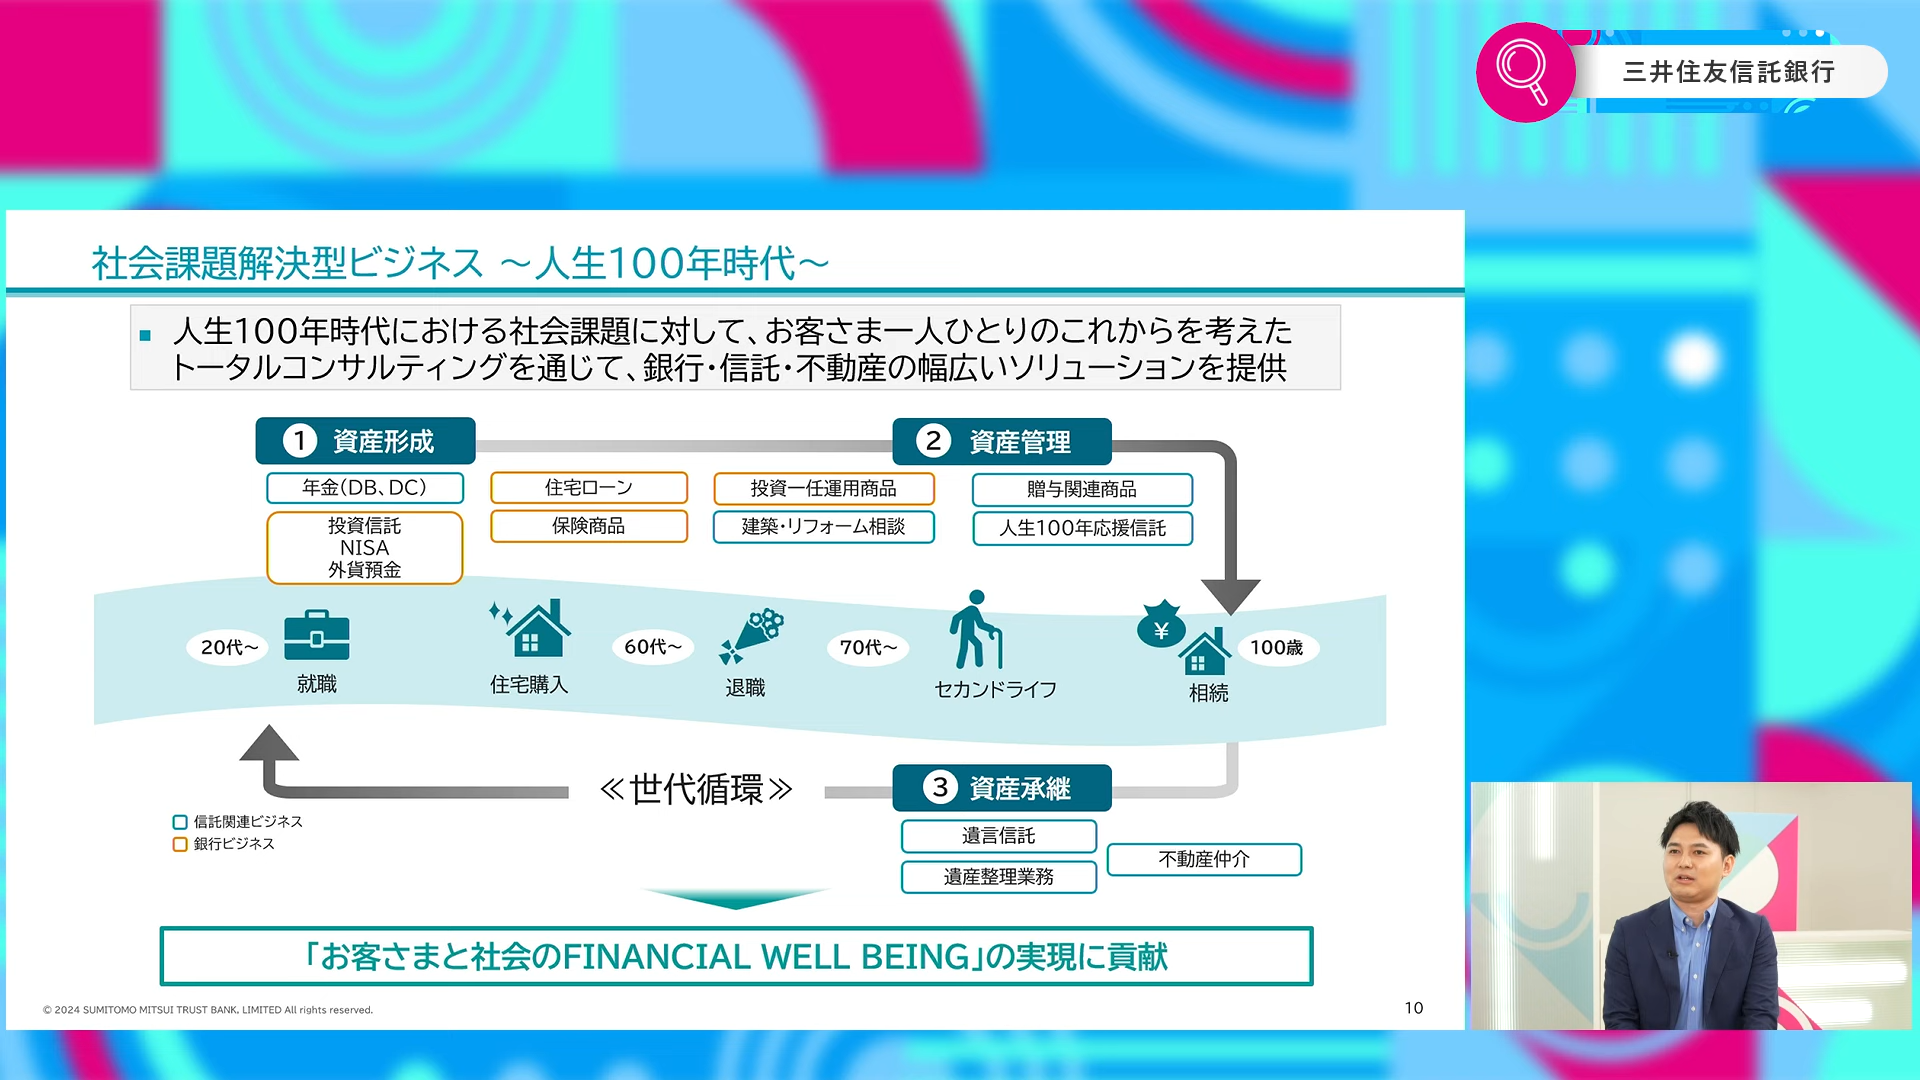 三井住友信託銀行
社会課題解決型ビジネス ～人生100年時代～
▪ 人生100年時代における社会課題に対して、お客さま一人ひとりのこれからを考えた
トータルコンサルティングを通じて、銀行・信託・不動産の幅広いソリューションを提供
1 資産形成
2 資産管理
年金(DB、DC)
住宅ローン
投資一任運用商品
贈与関連商品
投資信託
NISA
外貨預金
保険商品
建築・リフォーム相談
人生100年応援信託
20代～
就職
住宅購入
60代～
退職
70代～
セカンドライフ
¥
相続
100歳
≪世代循環≫
3 資産承継
信託関連ビジネス
銀行ビジネス
遺言信託
遺産整理業務
不動産仲介
「お客さまと社会のFINANCIAL WELL BEING」の実現に貢献
© 2024 SUMITOMO MITSUI TRUST BANK, LIMITED All rights reserved.
10